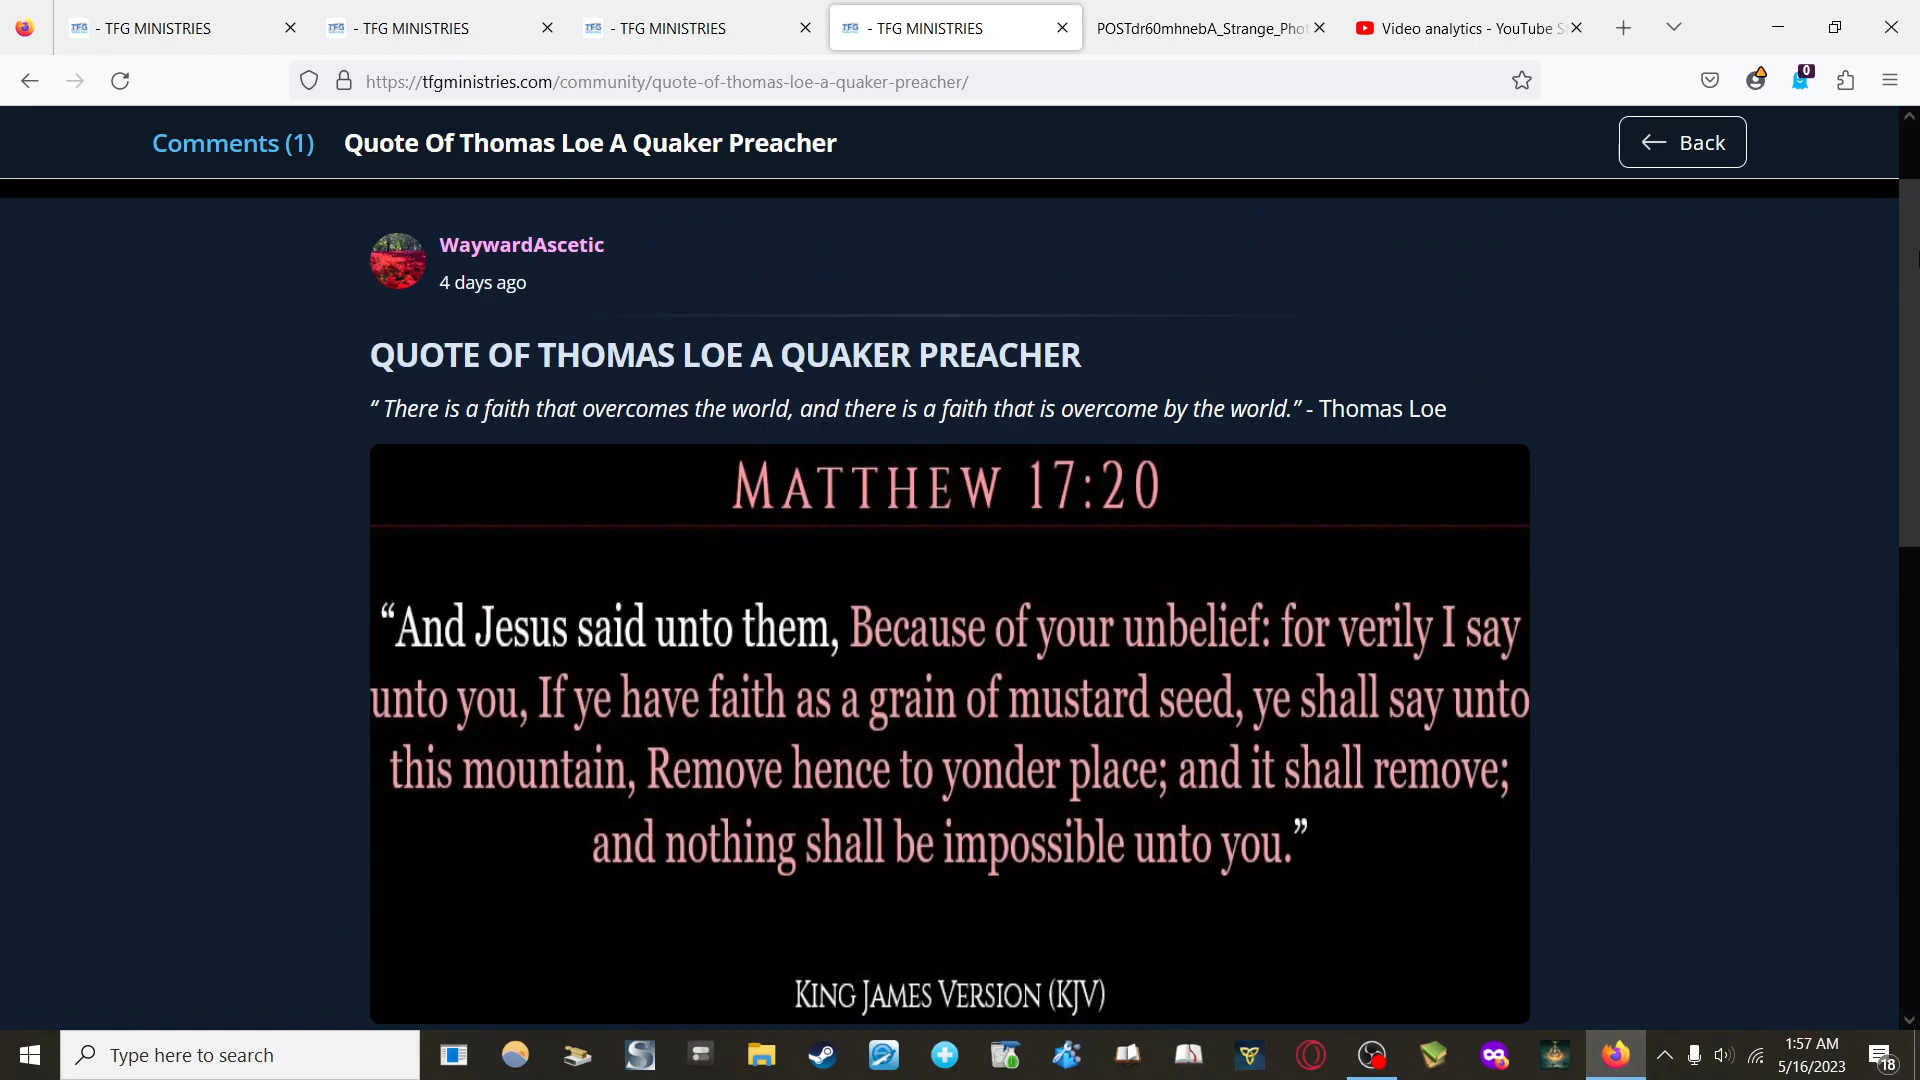 - TFG MINISTRIES
- TFG MINISTRIES
- TFG MINISTRIES
- TFG MINISTRIES
POSTdr60mhnebA_Strange_Phot
Video analytics - YouTube S
https://tfgministries.com/community/quote-of-thomas-loe-a-quaker-preacher/
0
Comments (1)
Quote Of Thomas Loe A Quaker Preacher
← Back
WaywardAscetic
4 days ago
QUOTE OF THOMAS LOE A QUAKER PREACHER
“ There is a faith that overcomes the world, and there is a faith that is overcome by the world.” - Thomas Loe
MATTHEW 17:20
“And Jesus said unto them, Because of your unbelief: for verily I say
unto you, If ye have faith as a grain of mustard seed, ye shall say unto
this mountain, Remove hence to yonder place; and it shall remove;
and nothing shall be impossible unto you.”
KING JAMES VERSION (KJV)
Type here to search
1:57 AM
5/16/2023
18